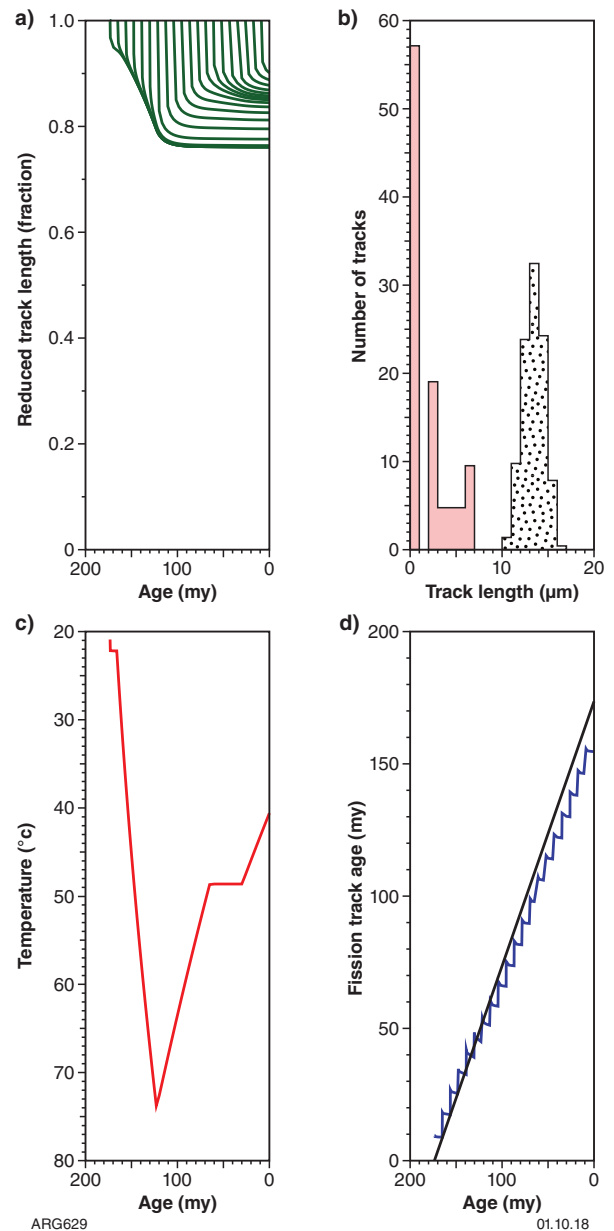 a)
1.0
0.8
0.6
0.4
0.2
0
Reduced track length (fraction)
200
100
0
Age (my)
b)
60
50
40
30
20
10
0
Number of tracks
0
10
20
Track length (µm)
c)
20
30
40
50
60
70
80
Temperature (°c)
200
100
0
Age (my)
d)
200
150
100
50
0
Fission track age (my)
200
100
0
Age (my)
ARG629
01.10.18